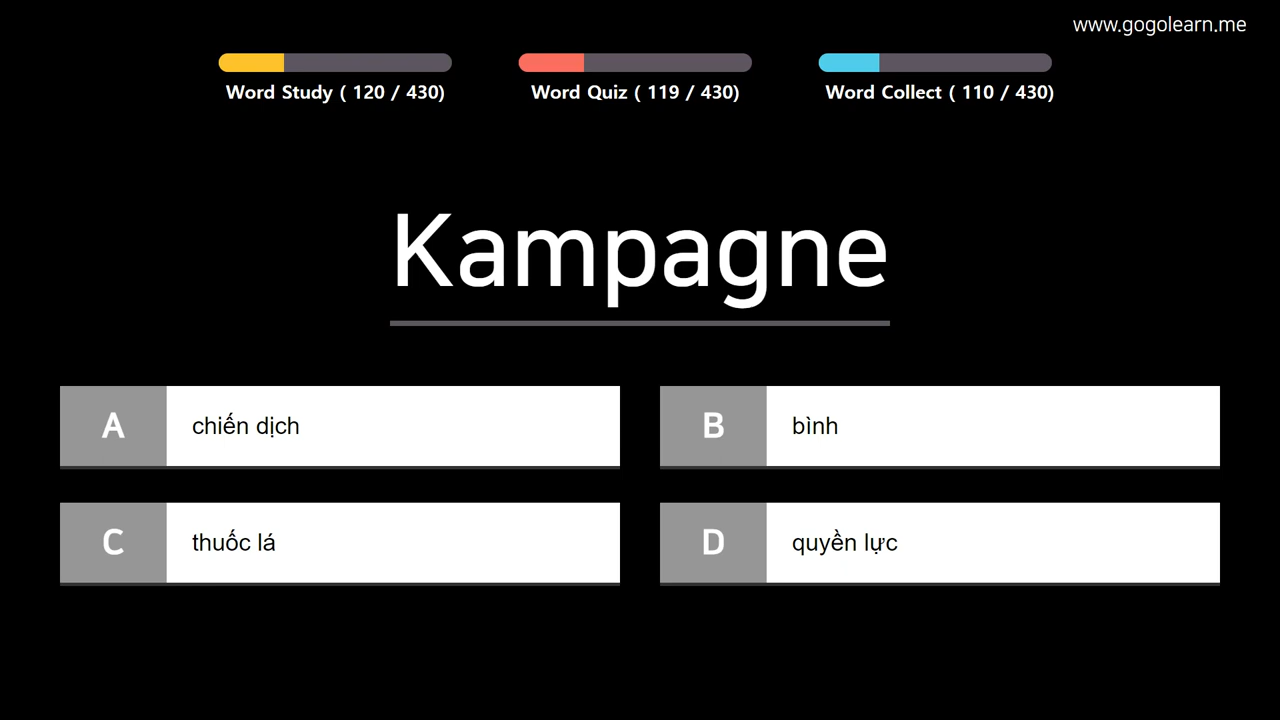 www.gogolearn.me
Word Study ( 120 / 430)
Word Quiz ( 119 / 430)
Word Collect ( 110 / 430)
Kampagne
A
chiến dịch
B
bình
C
thuốc lá
D
quyền lực